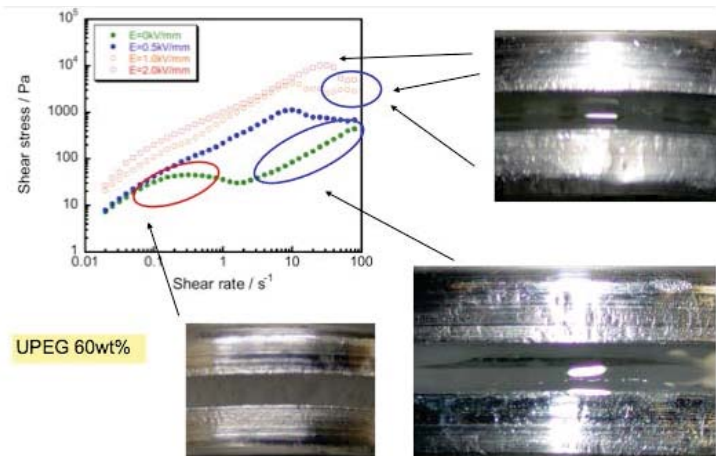 E=0kV/mm
E=0.5kV/mm
E=1.0kV/mm
E=2.0kV/mm
Shear stress / Pa
10⁵
10⁴
1000
100
10
1
0.01
0.1
1
10
100
Shear rate / s⁻¹
UPEG 60wt%